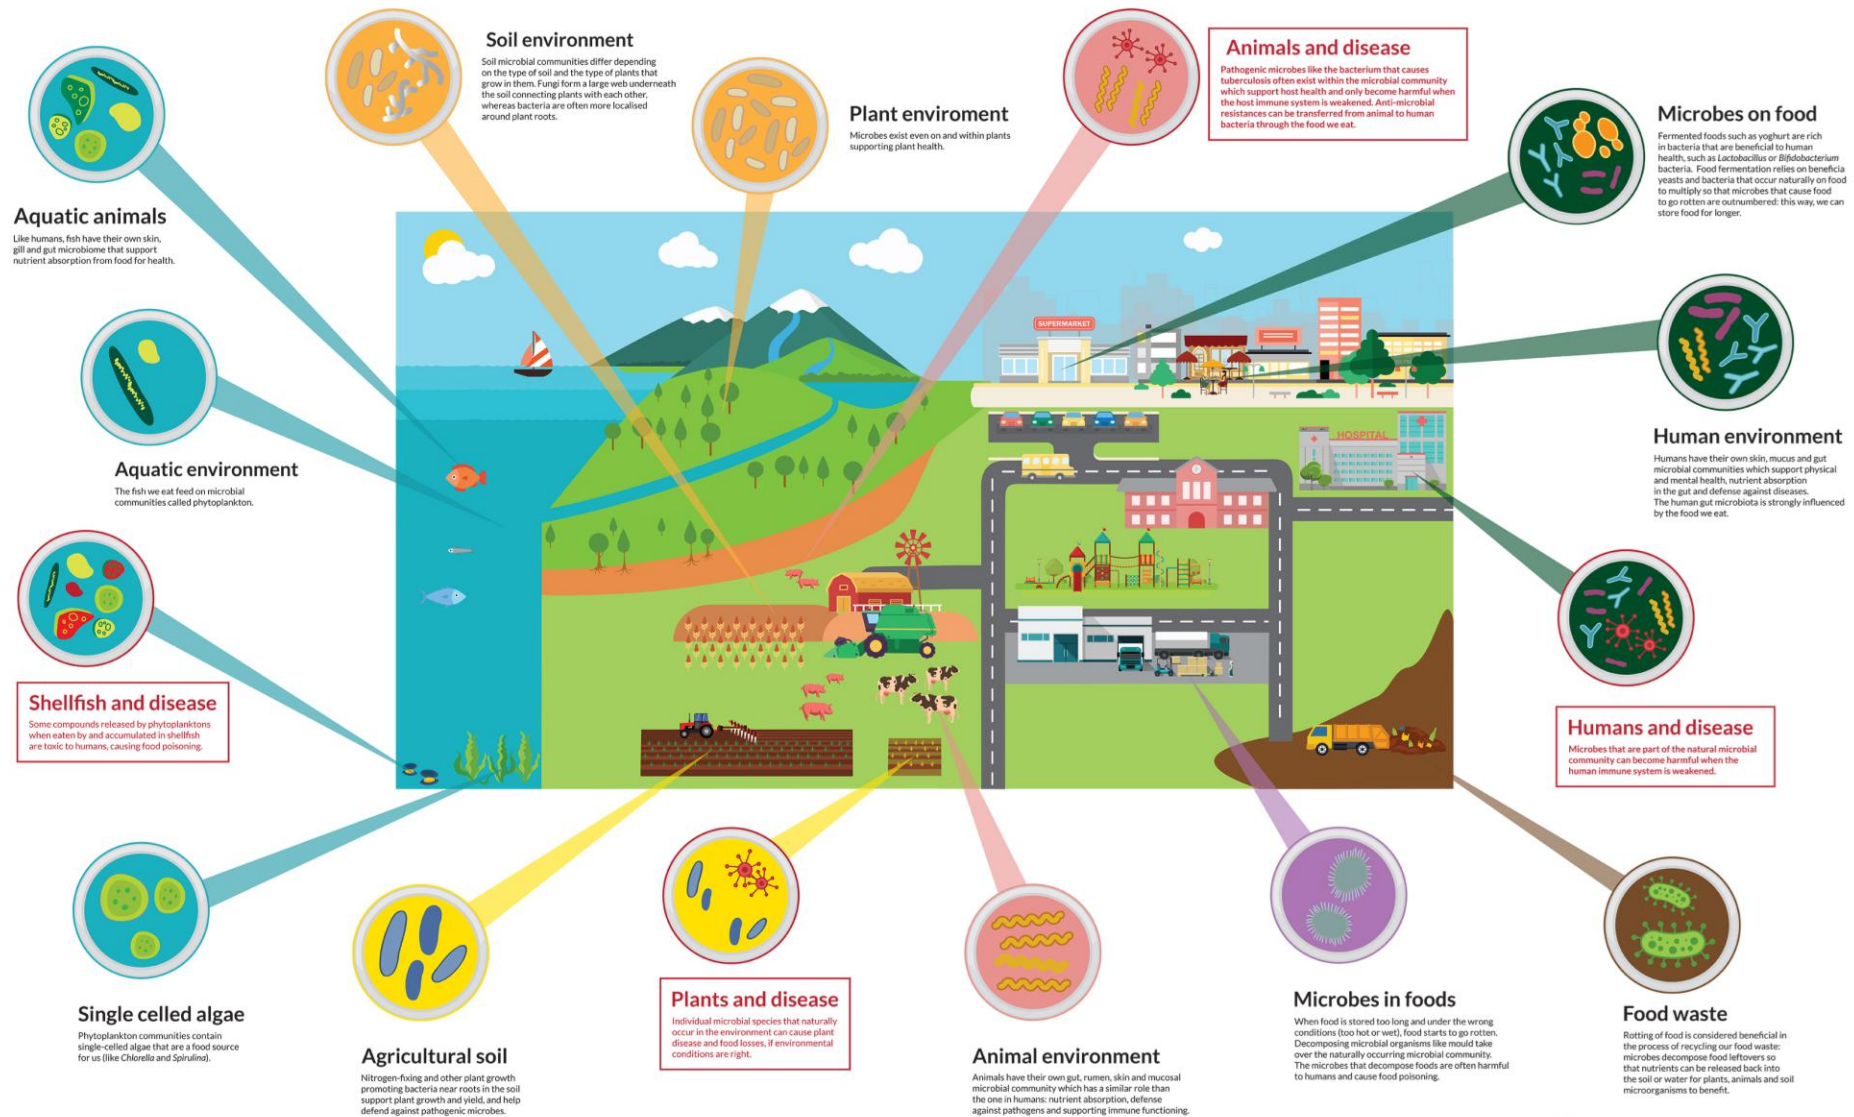 Soil environment
Soil microbial communities differ depending
on the type of soil and the type of plants that
grow in them. Fungi form a large web underneath
the soil connecting plants with each other,
whereas bacteria are often more localised
around plant roots.
Plant enviroment
Microbes exist even on and within plants
supporting plant health.
Animals and disease
Pathogenic microbes like the bacterium that causes
tuberculosis often exist within the microbial community
which support host health and only become harmful when
the host immune system is weakened. Anti-microbial
resistances can be transferred from animal to human
bacteria through the food we eat.
Microbes on food
Fermented foods such as yoghurt are rich
in bacteria that are beneficial to human
health, such as Lactobacillus or Bifidobacterium
bacteria. Food fermentation relies on beneficia
yeasts and bacteria that occur naturally on food
to multiply so that microbes that cause food
to go rotten are outnumbered: this way, we can
store food for longer.
Aquatic animals
Like humans, fish have their own skin,
gill and gut microbiome that support
nutrient absorption from food for health.
SUPERMARKET
Aquatic environment
The fish we eat feed on microbial
communities called phytoplankton.
HOSPITAL
Human environment
Humans have their own skin, mucus and gut
microbial communities which support physical
and mental health, nutrient absorption
in the gut and defense against diseases.
The human gut microbiota is strongly influenced
by the food we eat.
Shellfish and disease
Some compounds released by phytoplanktons
when eaten by and accumulated in shellfish
are toxic to humans, causing food poisoning.
Humans and disease
Microbes that are part of the natural microbial
community can become harmful when the
human immune system is weakened.
Single celled algae
Phytoplankton communities contain
single-celled algae that are a food source
for us (like Chlorella and Spirulina).
Agricultural soil
Nitrogen-fixing and other plant growth
promoting bacteria near roots in the soil
support plant growth and yield, and help
defend against pathogenic microbes.
Plants and disease
Individual microbial species that naturally
occur in the environment can cause plant
disease and food losses, if environmental
conditions are right.
Animal environment
Animals have their own gut, rumen, skin and mucosal
microbial community which has a similar role than
the one in humans: nutrient absorption, defense
against pathogens and supporting immune functioning.
Microbes in foods
When food is stored too long and under the wrong
conditions (too hot or wet), food starts to go rotten.
Decomposing microbial organisms like mould take
over the naturally occurring microbial community.
The microbes that decompose foods are often harmful
to humans and cause food poisoning.
Food waste
Rotting of food is considered beneficial in
the process of recycling our food waste:
microbes decompose food leftovers so
that nutrients can be released back into
the soil or water for plants, animals and soil
microorganisms to benefit.